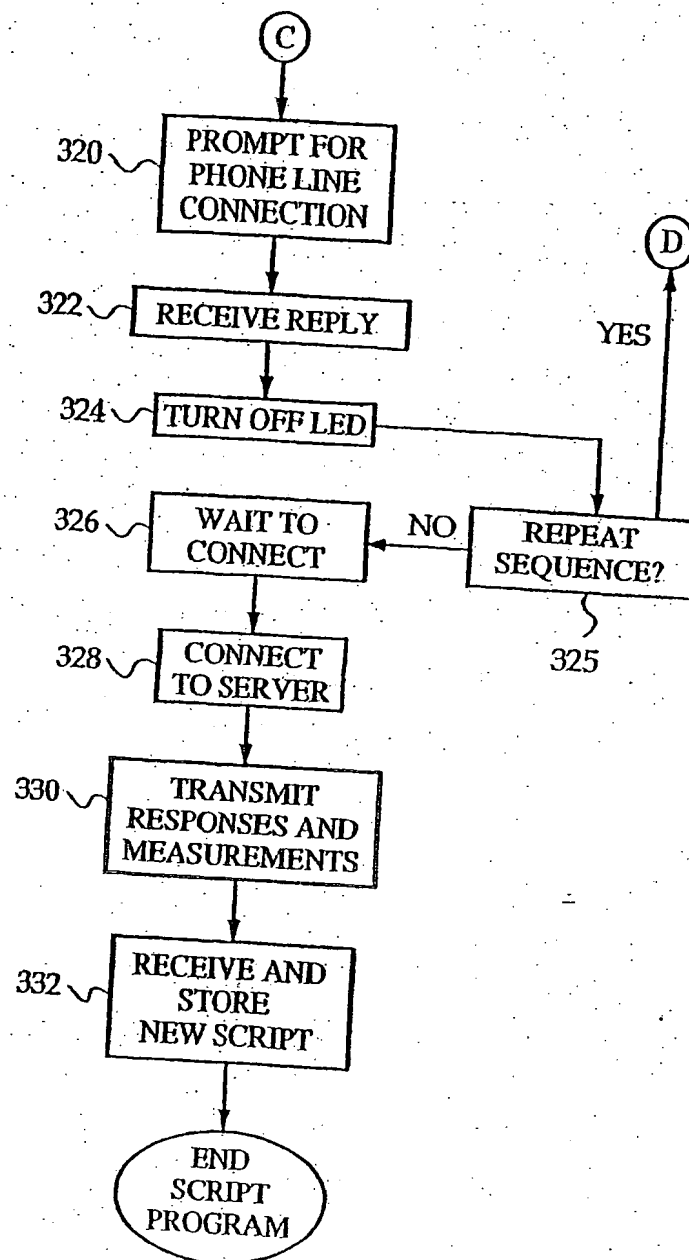 C
320
PROMPT FOR
PHONE LINE
CONNECTION
D
322
RECEIVE REPLY
YES
324
TURN OFF LED
326
WAIT TO
CONNECT
NO
REPEAT
SEQUENCE?
325
328
CONNECT
TO SERVER
330
TRANSMIT
RESPONSES AND
MEASUREMENTS
332
RECEIVE AND
STORE
NEW SCRIPT
END
SCRIPT
PROGRAM